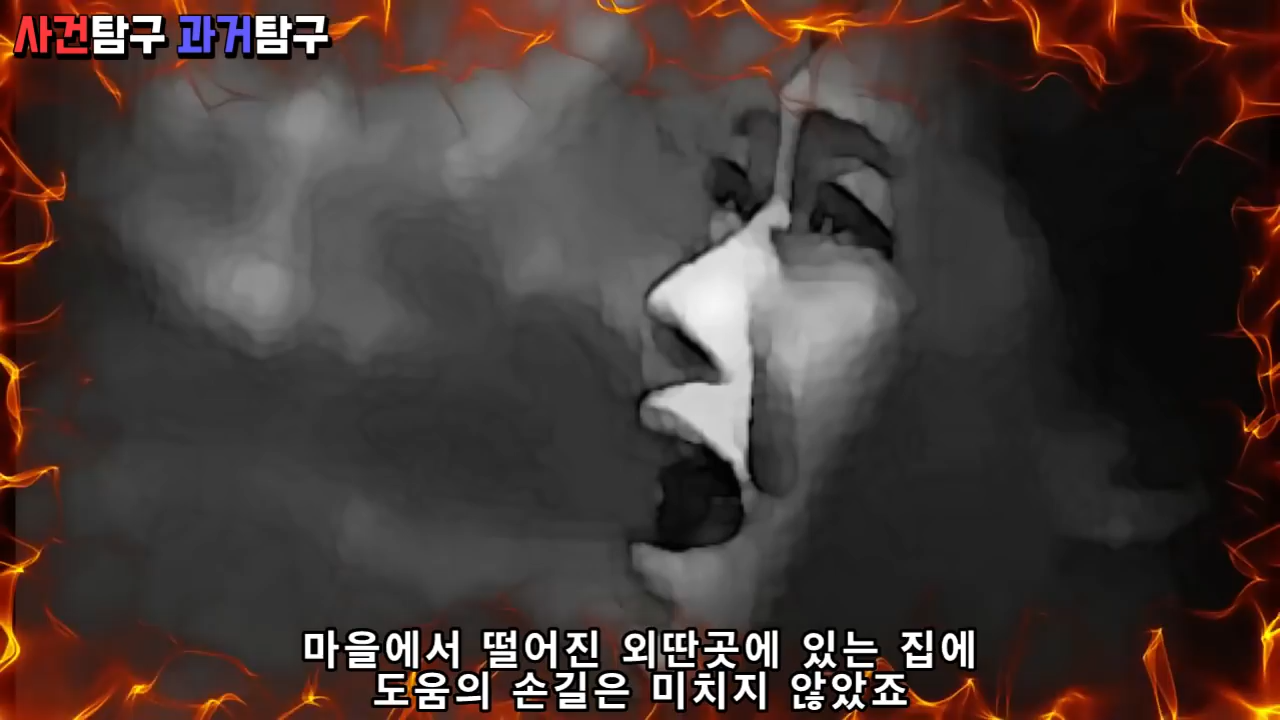 사건탐구 과거탐구
마을에서 떨어진 외딴곳에 있는 집에
도움의 손길은 미치지 않았죠